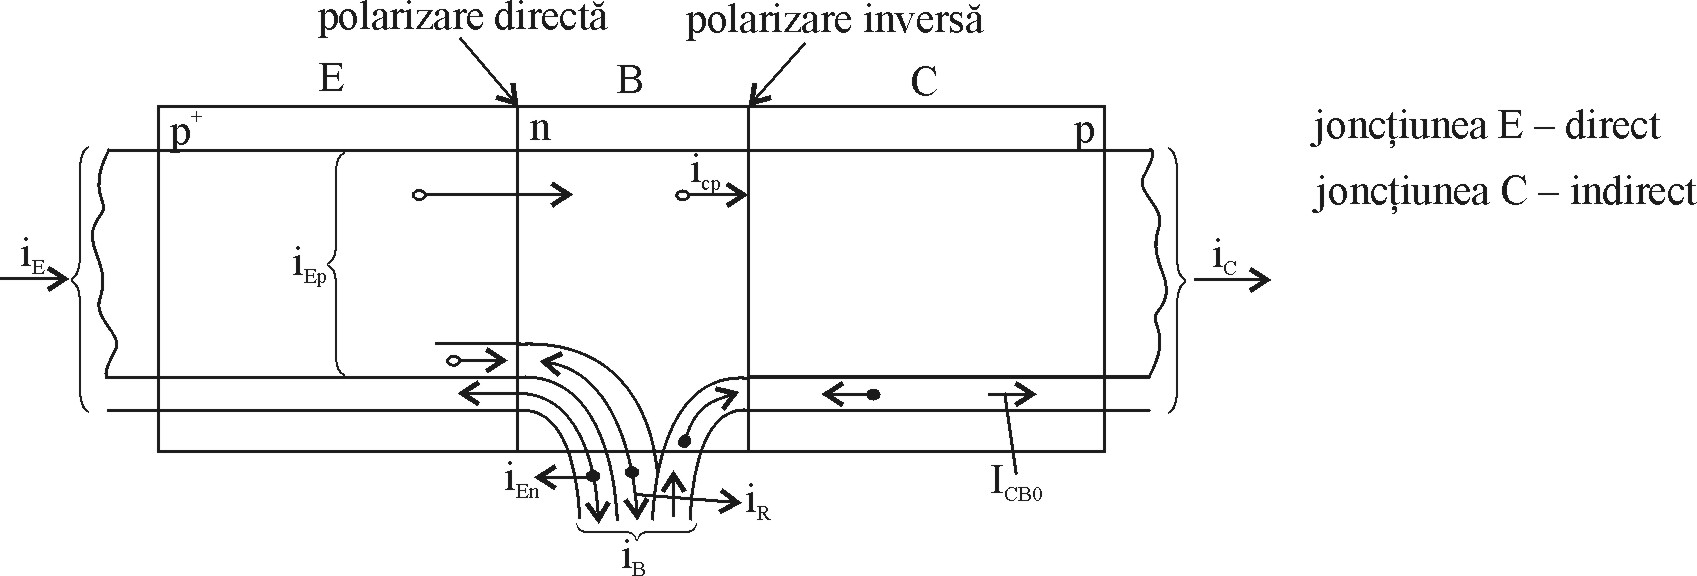 polarizare directă
polarizare inversă
E
B
C
p+
n
p
joncțiunea E – direct
joncțiunea C – indirect
icp
iE
iEp
iC
iEn
iR
ICB0
iB